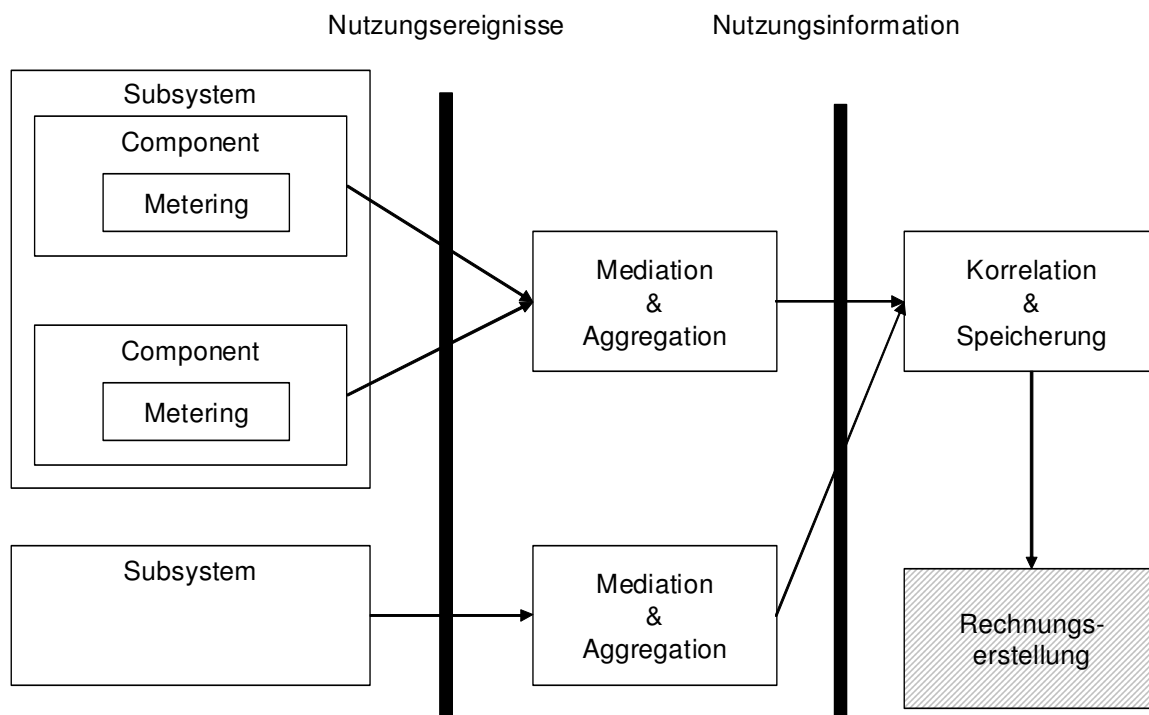 Nutzungsereignisse
Nutzungsinformation
Subsystem
Component
Metering
Component
Metering
Mediation
&
Aggregation
Korrelation
&
Speicherung
Subsystem
Mediation
&
Aggregation
Rechnungs-
erstellung